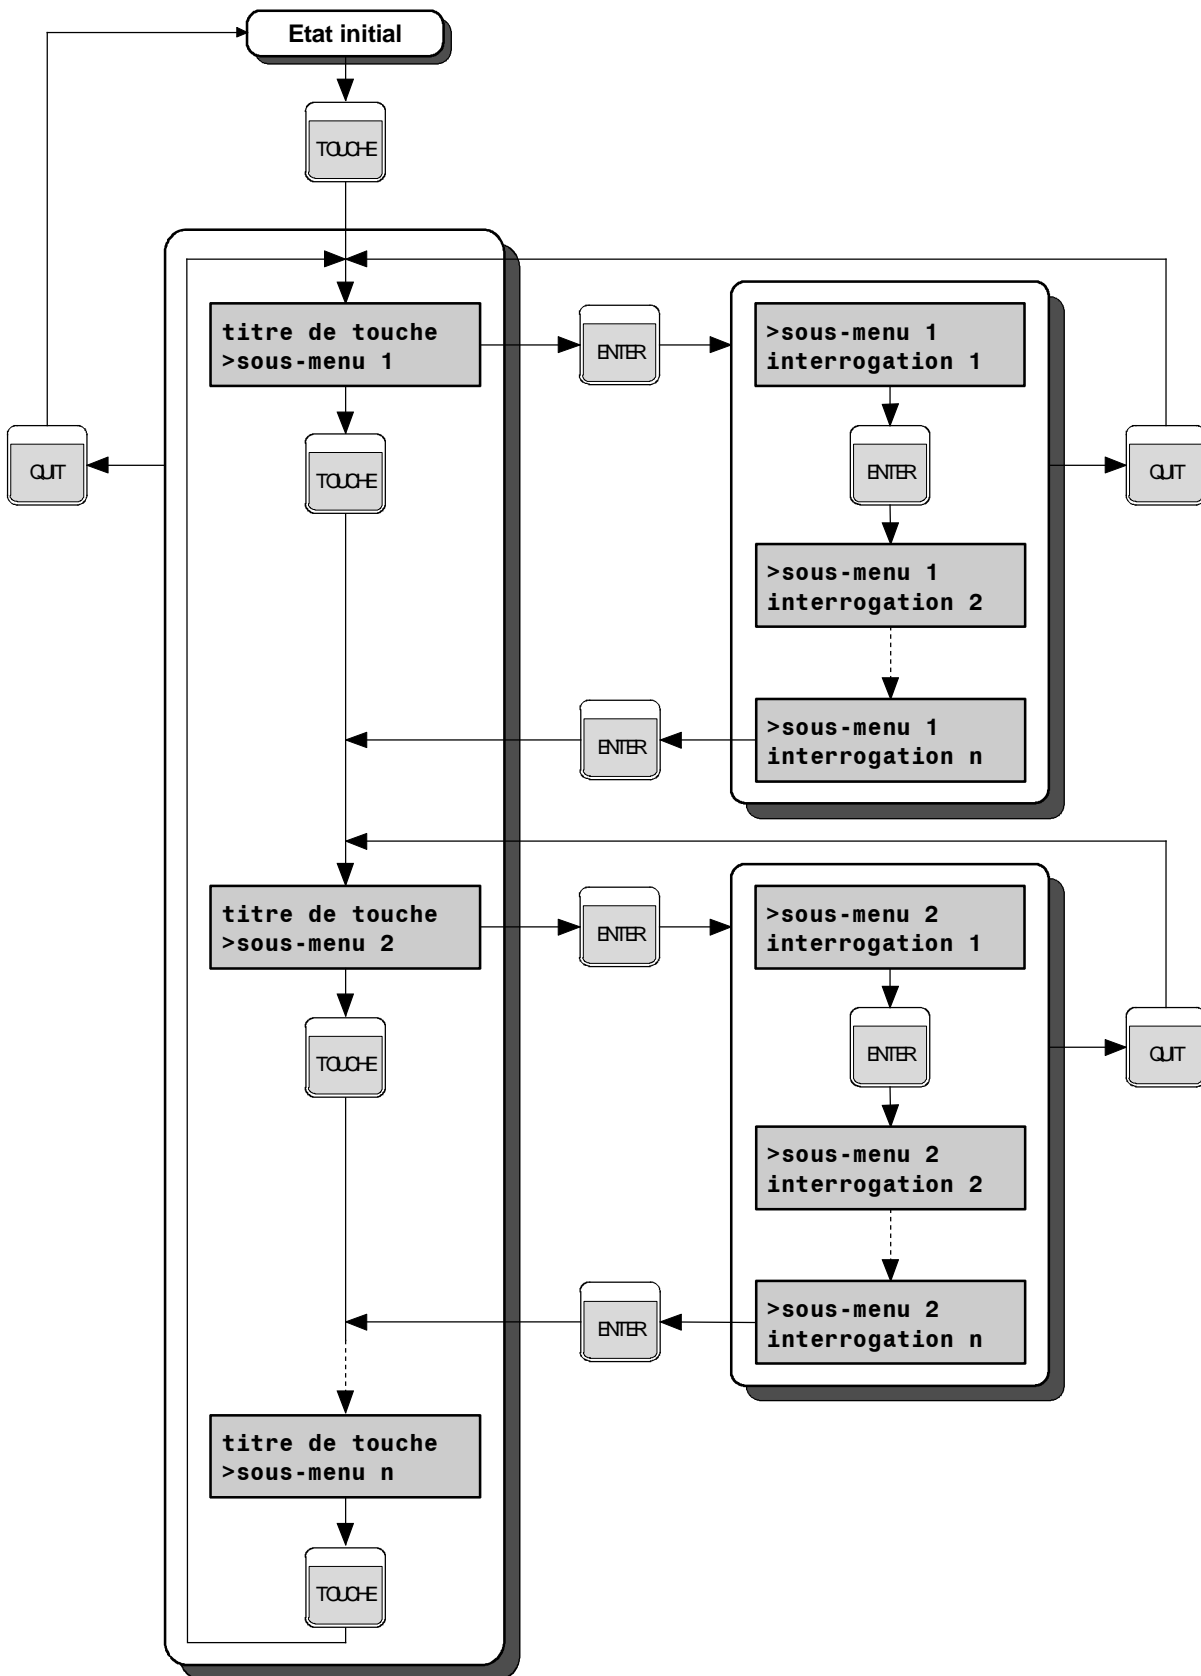 Etat initial
TOUCHE
titre de touche
>sous-menu 1
ENTER
>sous-menu 1
interrogation 1
QUIT
TOUCHE
ENTER
QUIT
>sous-menu 1
interrogation 2
ENTER
>sous-menu 1
interrogation n
titre de touche
>sous-menu 2
ENTER
>sous-menu 2
interrogation 1
TOUCHE
ENTER
QUIT
>sous-menu 2
interrogation 2
ENTER
>sous-menu 2
interrogation n
titre de touche
>sous-menu n
TOUCHE